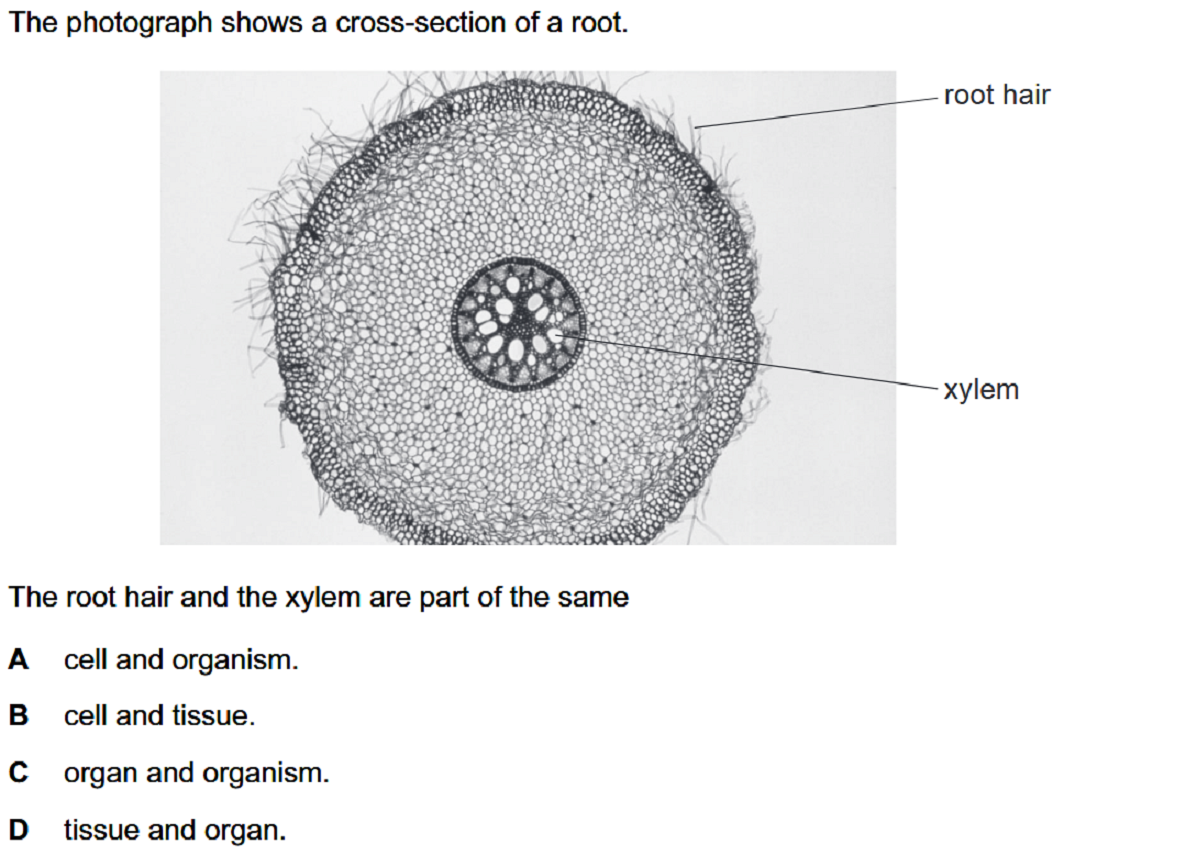 The photograph shows a cross-section of a root.
root hair
xylem
The root hair and the xylem are part of the same
A cell and organism.
B cell and tissue.
C organ and organism.
D tissue and organ.